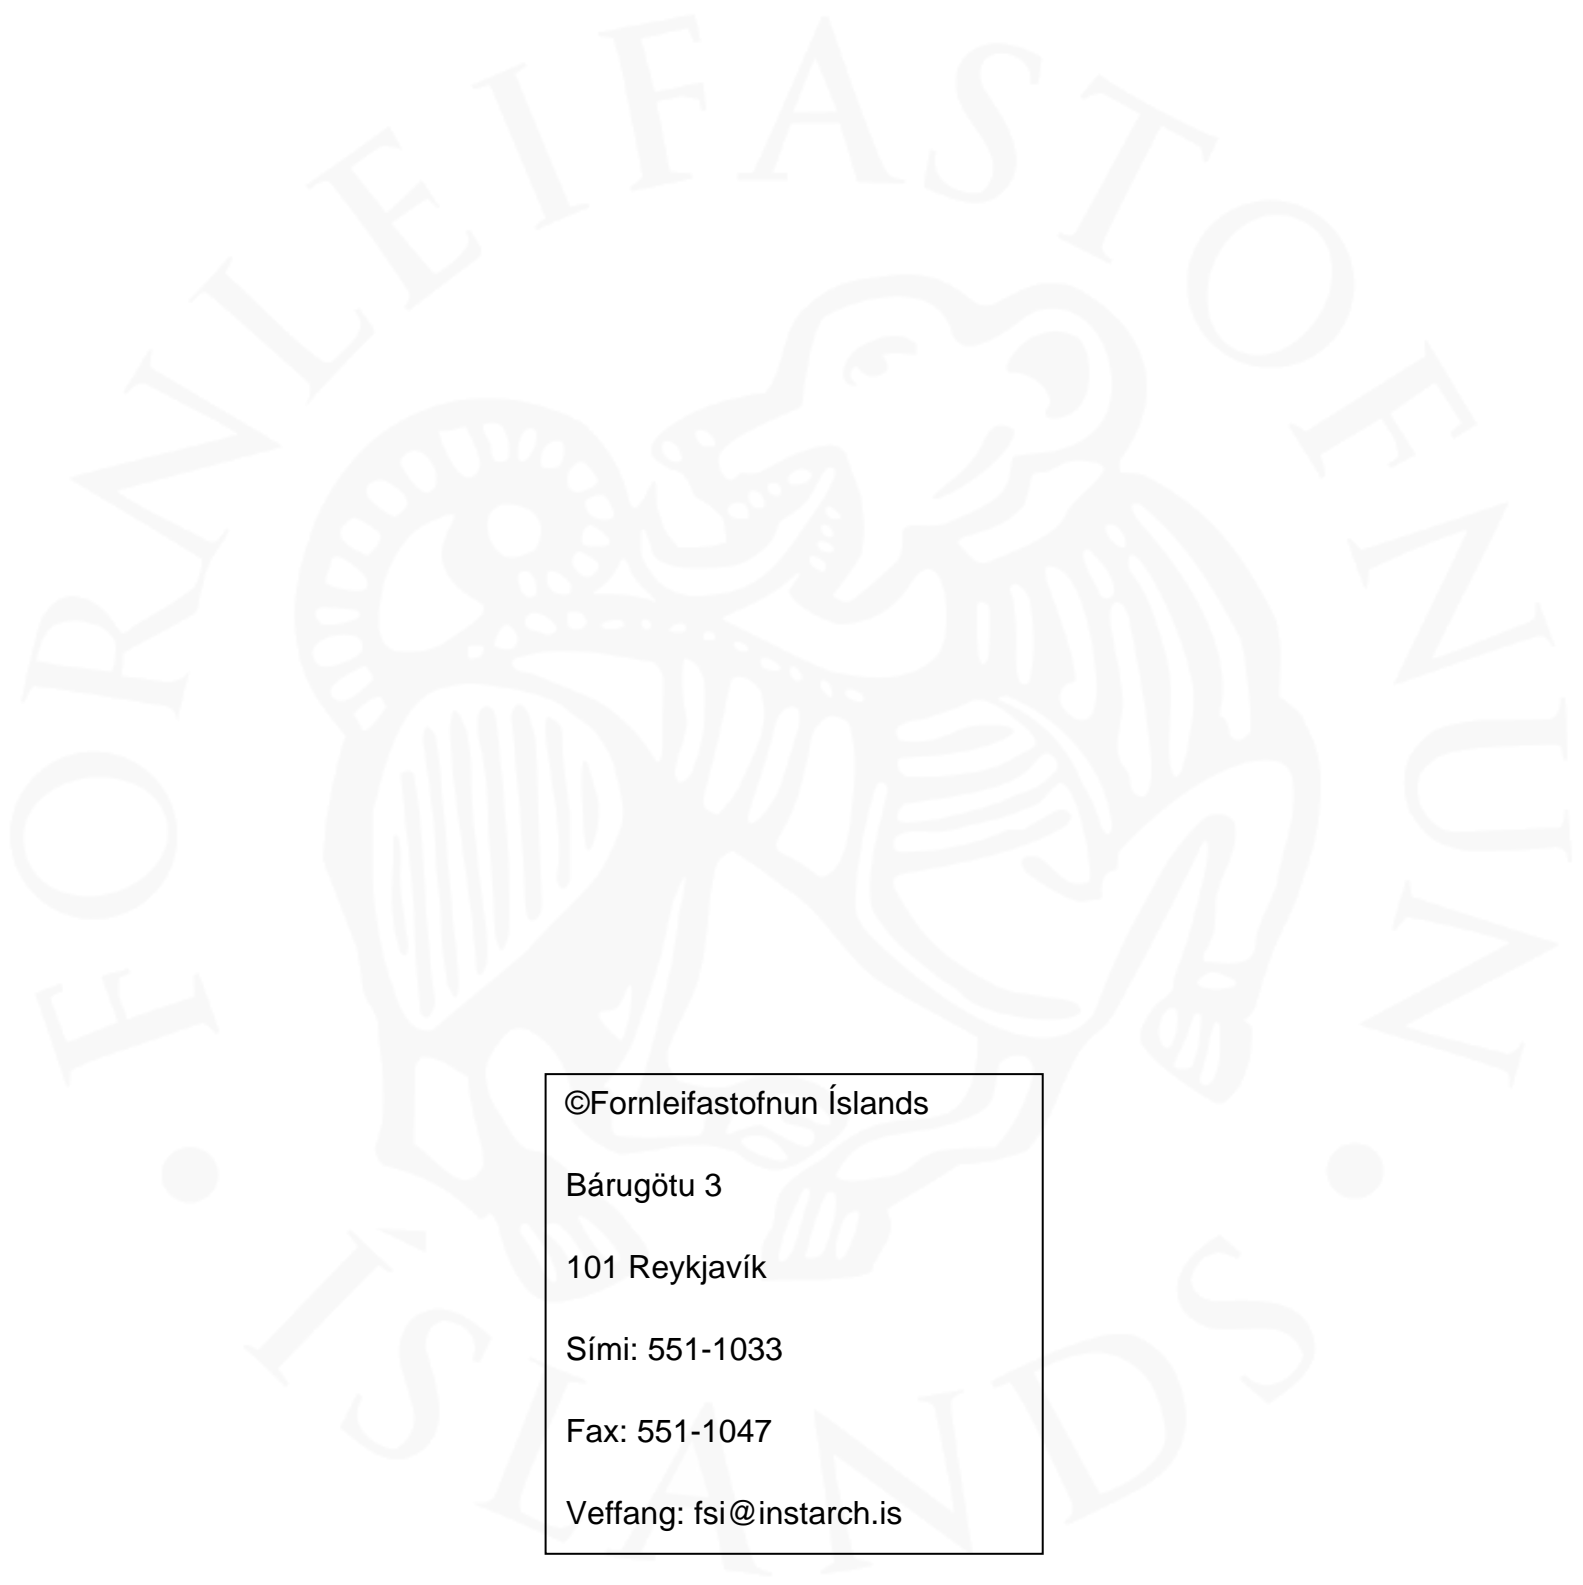 FORNLEIFASTOFNUN
ÍSLANDS
©Fornleifastofnun Íslands
Bárugötu 3
101 Reykjavík
Sími: 551-1033
Fax: 551-1047
Veffang: fsi@instarch.is